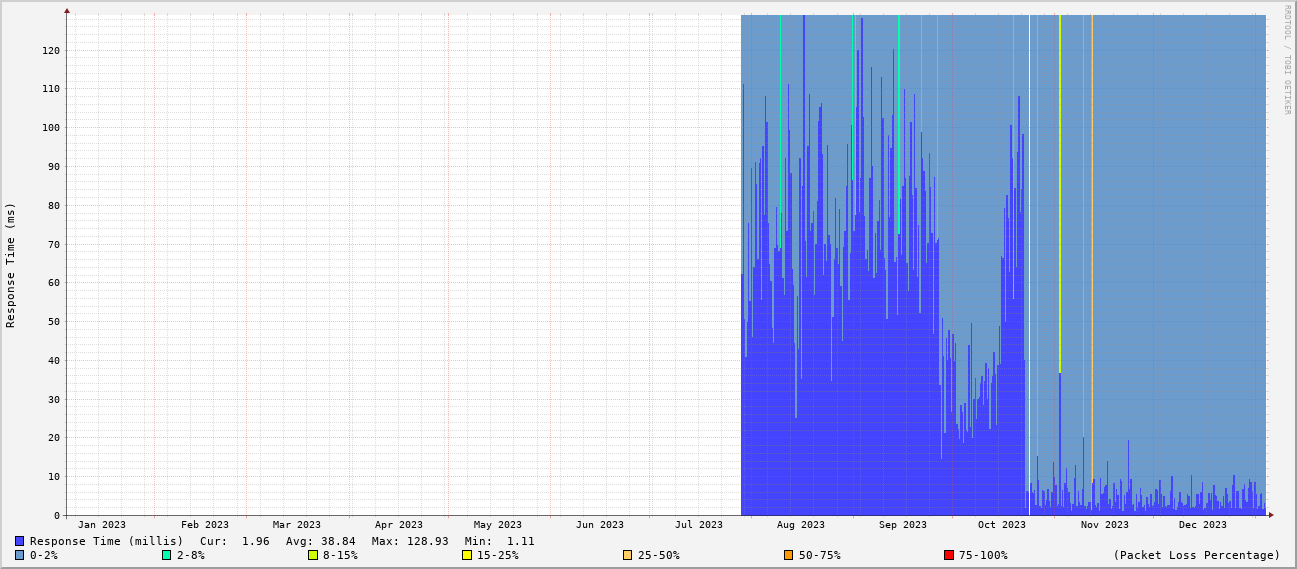 RRDTOOL / TOBI OETIKER
Response Time (ms)
120
110
100
90
80
70
60
50
40
30
20
10
0
Jan 2023 Feb 2023 Mar 2023 Apr 2023 May 2023 Jun 2023 Jul 2023 Aug 2023 Sep 2023 Oct 2023 Nov 2023 Dec 2023
Response Time (millis) Cur: 1.96 Avg: 38.84 Max: 128.93 Min: 1.11
0-2% 2-8% 8-15% 15-25% 25-50% 50-75% 75-100% (Packet Loss Percentage)